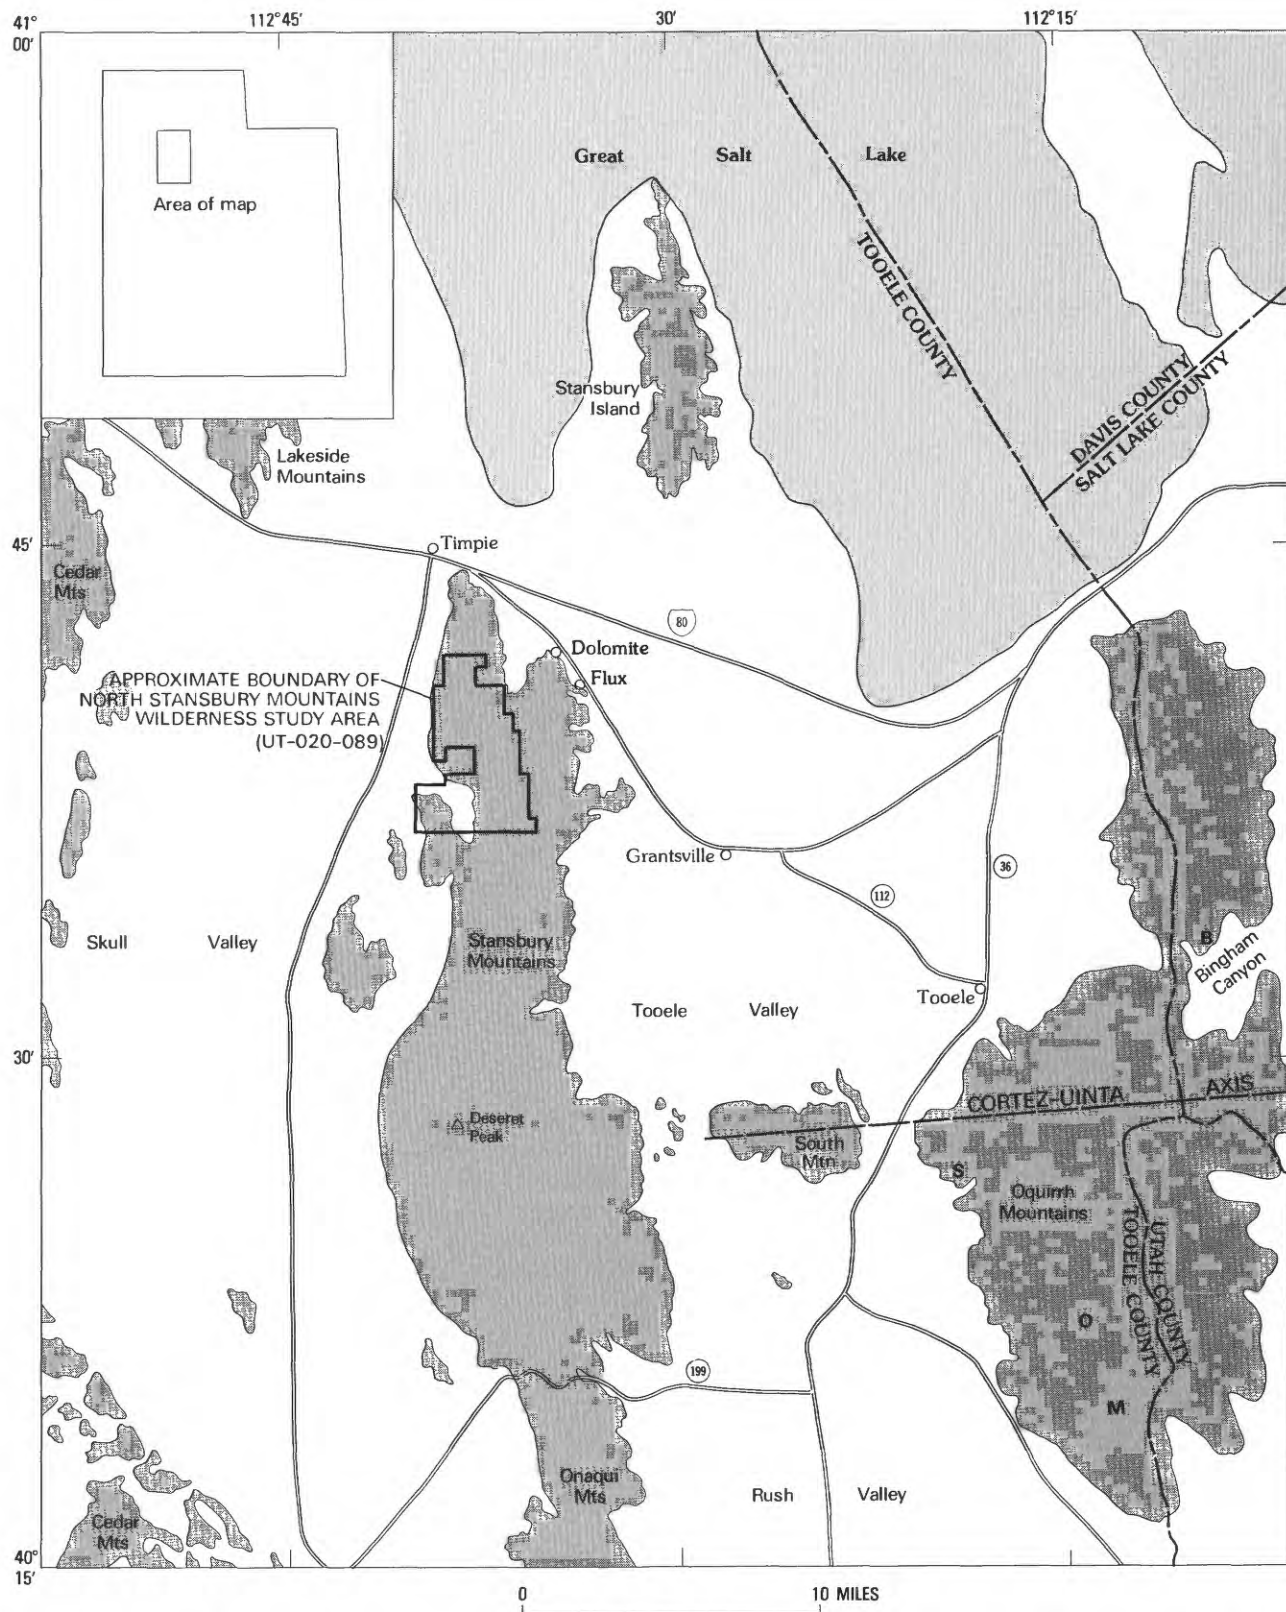 41°
00'
112°45'
30'
112°15'
Area of map
Great Salt Lake
TOOELE COUNTY
Stansbury
Island
DAVIS COUNTY
SALT LAKE COUNTY
Lakeside
Mountains
45'
Timpie
Cedar
Mts
80
Dolomite
Flux
APPROXIMATE BOUNDARY OF
NORTH STANSBURY MOUNTAINS
WILDERNESS STUDY AREA
(UT-020-089)
Grantsville
36
112
Skull Valley
Stansbury
Mountains
B
Bingham
Canyon
Tooele
Tooele Valley
30'
CORTEZ-UINTA AXIS
Deseret
Peak
South
Mtn
S
Oquirrh
Mountains
UTAH COUNTY
TOOELE COUNTY
O
199
M
Onaqui
Mts
Rush Valley
Cedar
Mts
40°
15'
0 10 MILES